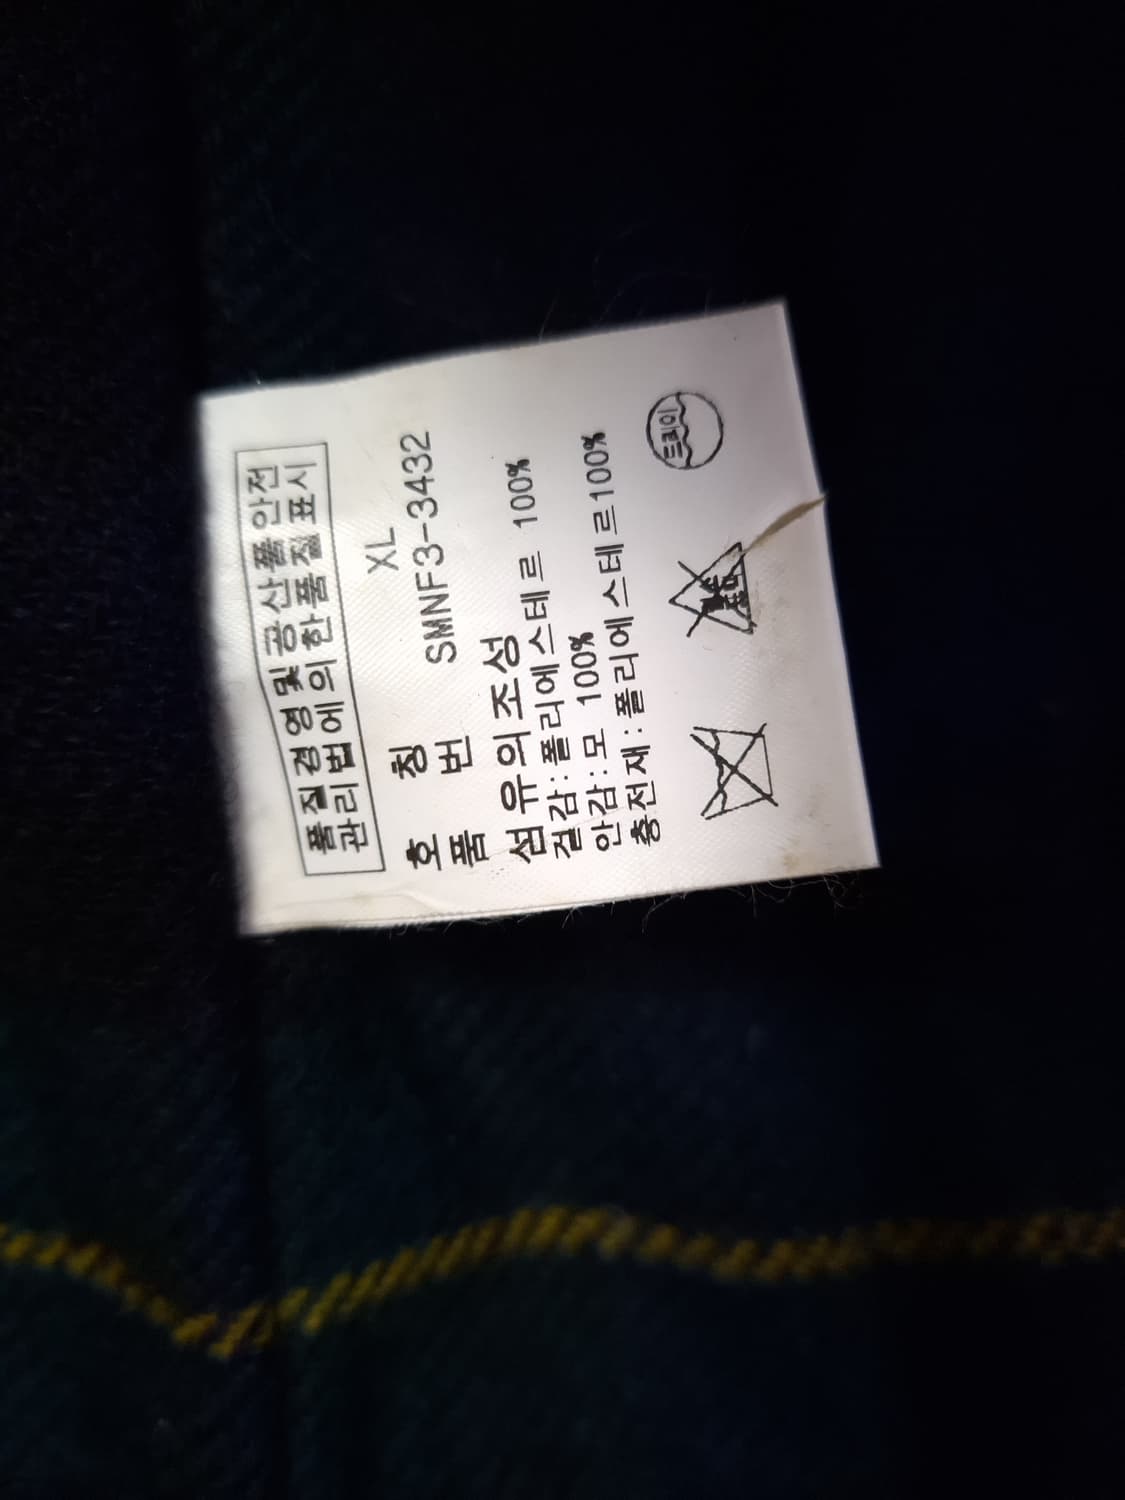 품질경영 및 공산품안전
관리법에 의한 품질표시
호 칭 XL
품 번 SMNF3-3432
섬유의조성
겉감:폴리에스테르 100%
안감:모 100%
충전재:폴리에스테르100%
드라이